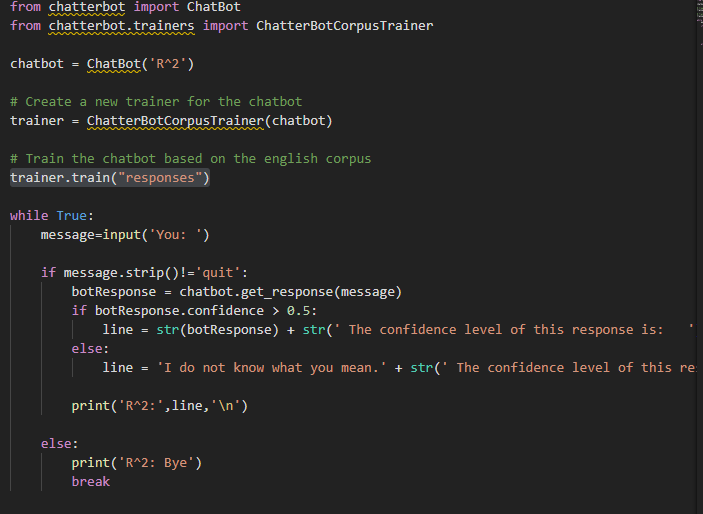 from chatterbot import ChatBot
from chatterbot.trainers import ChatterBotCorpusTrainer
chatbot = ChatBot('R^2')
# Create a new trainer for the chatbot
trainer = ChatterBotCorpusTrainer(chatbot)
# Train the chatbot based on the english corpus
trainer.train("responses")
while True:
    message=input('You: ')
    if message.strip()!='quit':
        botResponse = chatbot.get_response(message)
        if botResponse.confidence > 0.5:
            line = str(botResponse) + str(' The confidence level of this response is:   '
        else:
            line = 'I do not know what you mean.' + str(' The confidence level of this re
        print('R^2:',line,'\n')
    else:
        print('R^2: Bye')
        break